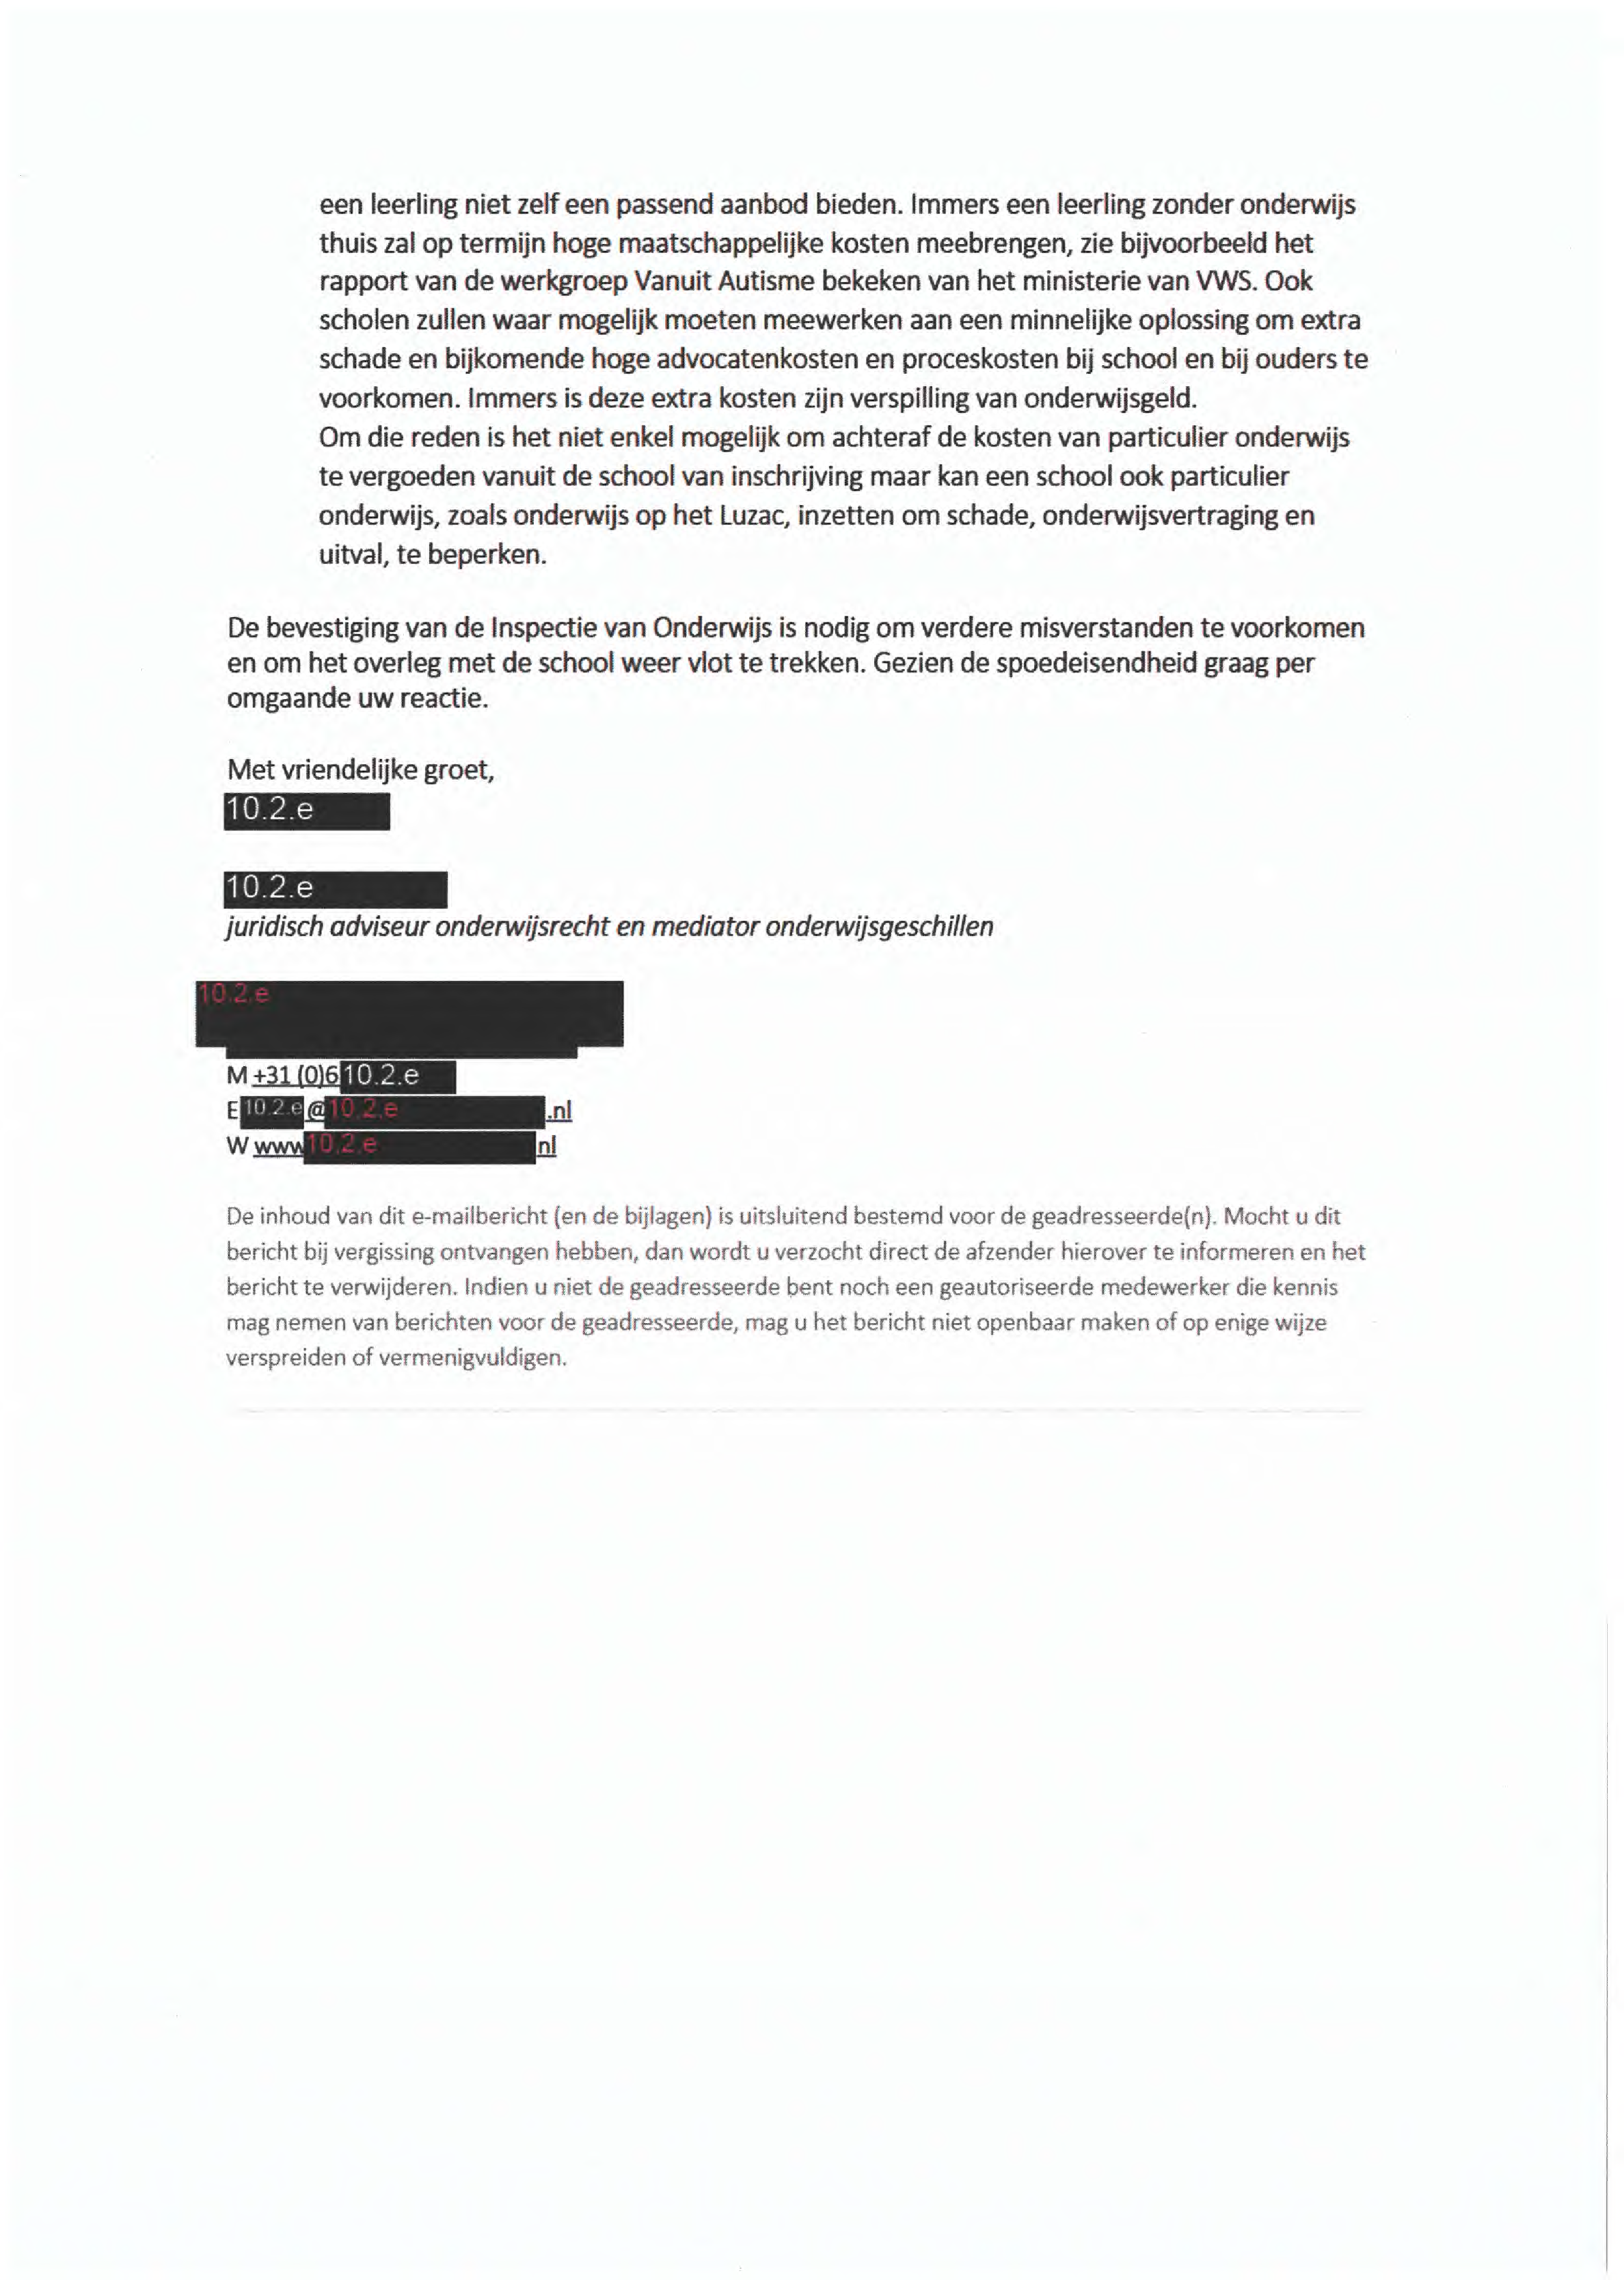 een leerling niet zelf een passend aanbod bieden. Immers een leerling zonder onderwijs
thuis zal op termijn hoge maatschappelijke kosten meebrengen, zie bijvoorbeeld het
rapport van de werkgroep Vanuit Autisme bekeken van het ministerie van VWS. Ook
scholen zullen waar mogelijk moeten meewerken aan een minnelijke oplossing om extra
schade en bijkomende hoge advocatenkosten en proceskosten bij school en bij ouders te
voorkomen. Immers is deze extra kosten zijn verspilling van onderwijsgeld.
Om die reden is het niet enkel mogelijk om achteraf de kosten van particulier onderwijs
te vergoeden vanuit de school van inschrijving maar kan een school ook particulier
onderwijs, zoals onderwijs op het Luzac, inzetten om schade, onderwijsvertraging en
uitval, te beperken.
De bevestiging van de Inspectie van Onderwijs is nodig om verdere misverstanden te voorkomen
en om het overleg met de school weer vlot te trekken. Gezien de spoedeisendheid graag per
omgaande uw reactie.
Met vriendelijke groet,
10.2.e
10.2.e
juridisch adviseur onderwijsrecht en mediator onderwijsgeschillen
10.2.e
M +31 (0)6 10.2.e
E 10.2.e @ 10.2.e .nl
W www 10.2.e nl
De inhoud van dit e-mailbericht (en de bijlagen) is uitsluitend bestemd voor de geadresseerde(n). Mocht u dit
bericht bij vergissing ontvangen hebben, dan wordt u verzocht direct de afzender hierover te informeren en het
bericht te verwijderen. Indien u niet de geadresseerde bent noch een geautoriseerde medewerker die kennis
mag nemen van berichten voor de geadresseerde, mag u het bericht niet openbaar maken of op enige wijze
verspreiden of vermenigvuldigen.